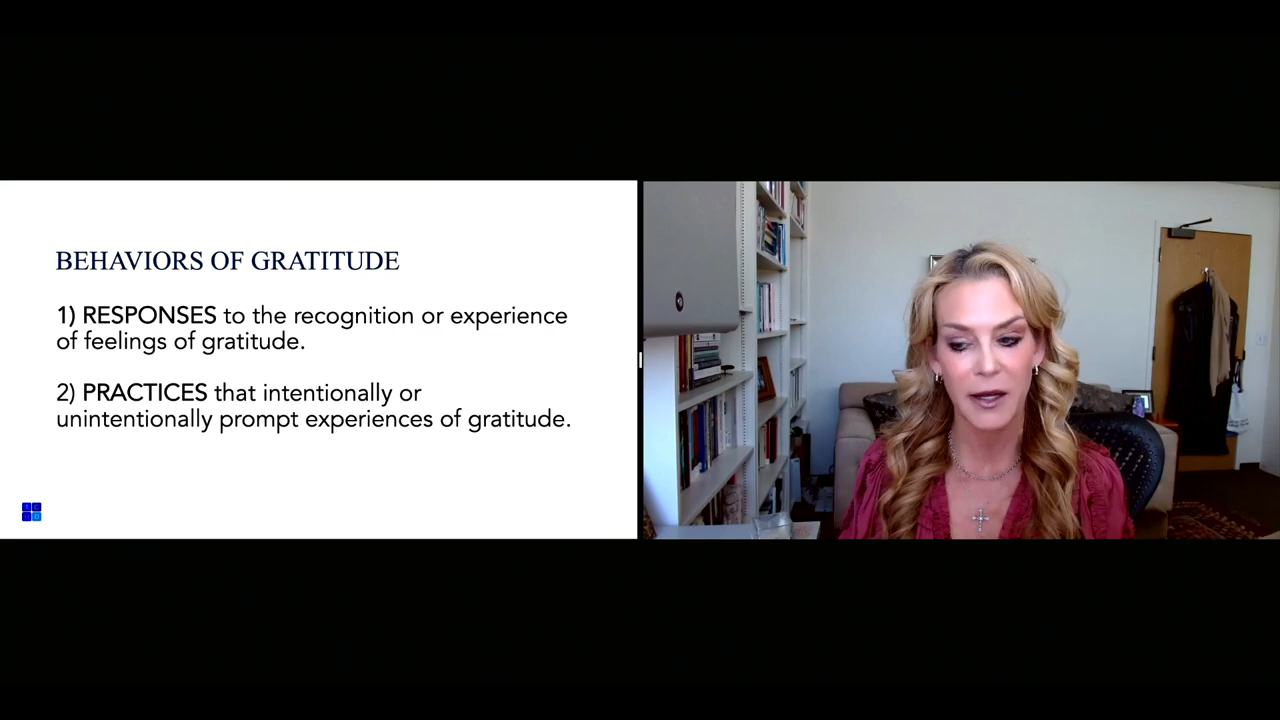 BEHAVIORS OF GRATITUDE
1) RESPONSES to the recognition or experience
of feelings of gratitude.
2) PRACTICES that intentionally or
unintentionally prompt experiences of gratitude.